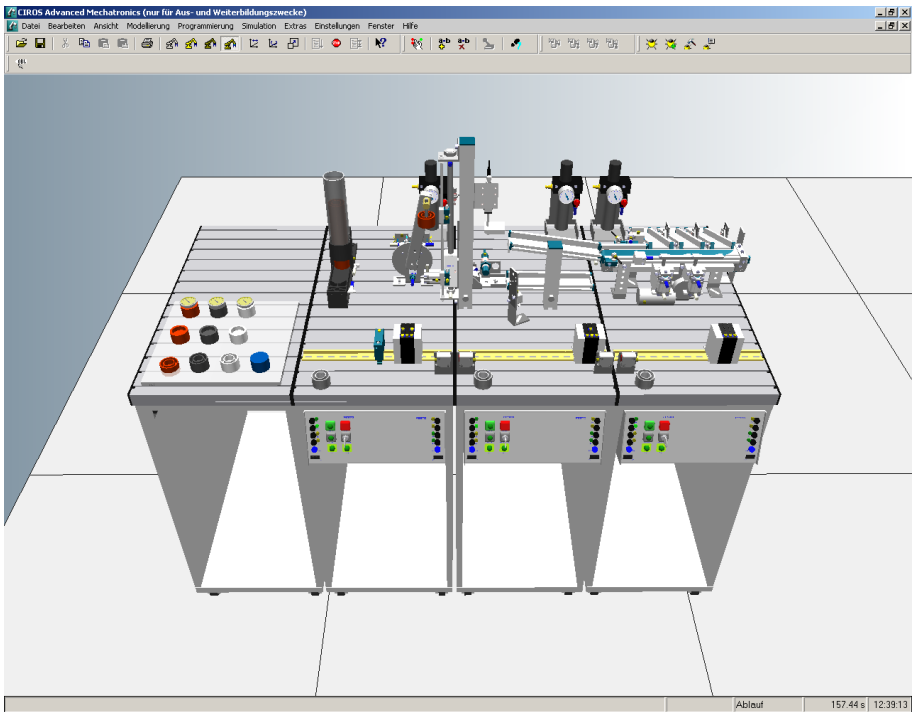 CIROS Advanced Mechatronics (nur für Aus- und Weiterbildungszwecke)
Datei Bearbeiten Ansicht Modellierung Programmierung Simulation Extras Einstellungen Fenster Hilfe
a-b a-b
Ablauf 157.44 s 12:39:13